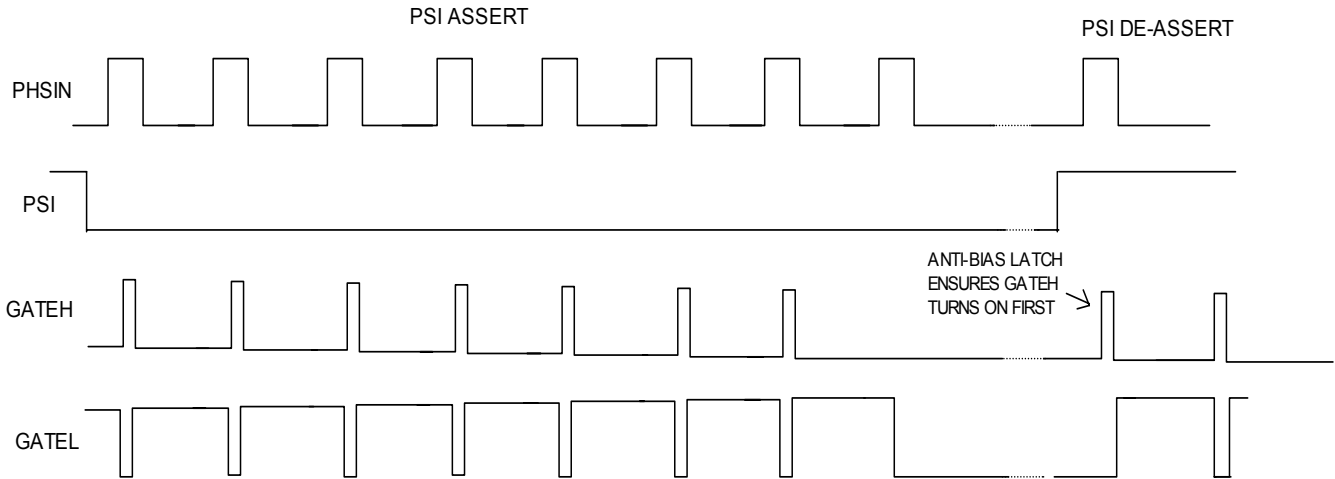 PSI ASSERT
PSI DE-ASSERT
PHSIN
PSI
ANTI-BIAS LATCH
ENSURES GATEH
TURNS ON FIRST
GATEH
GATEL